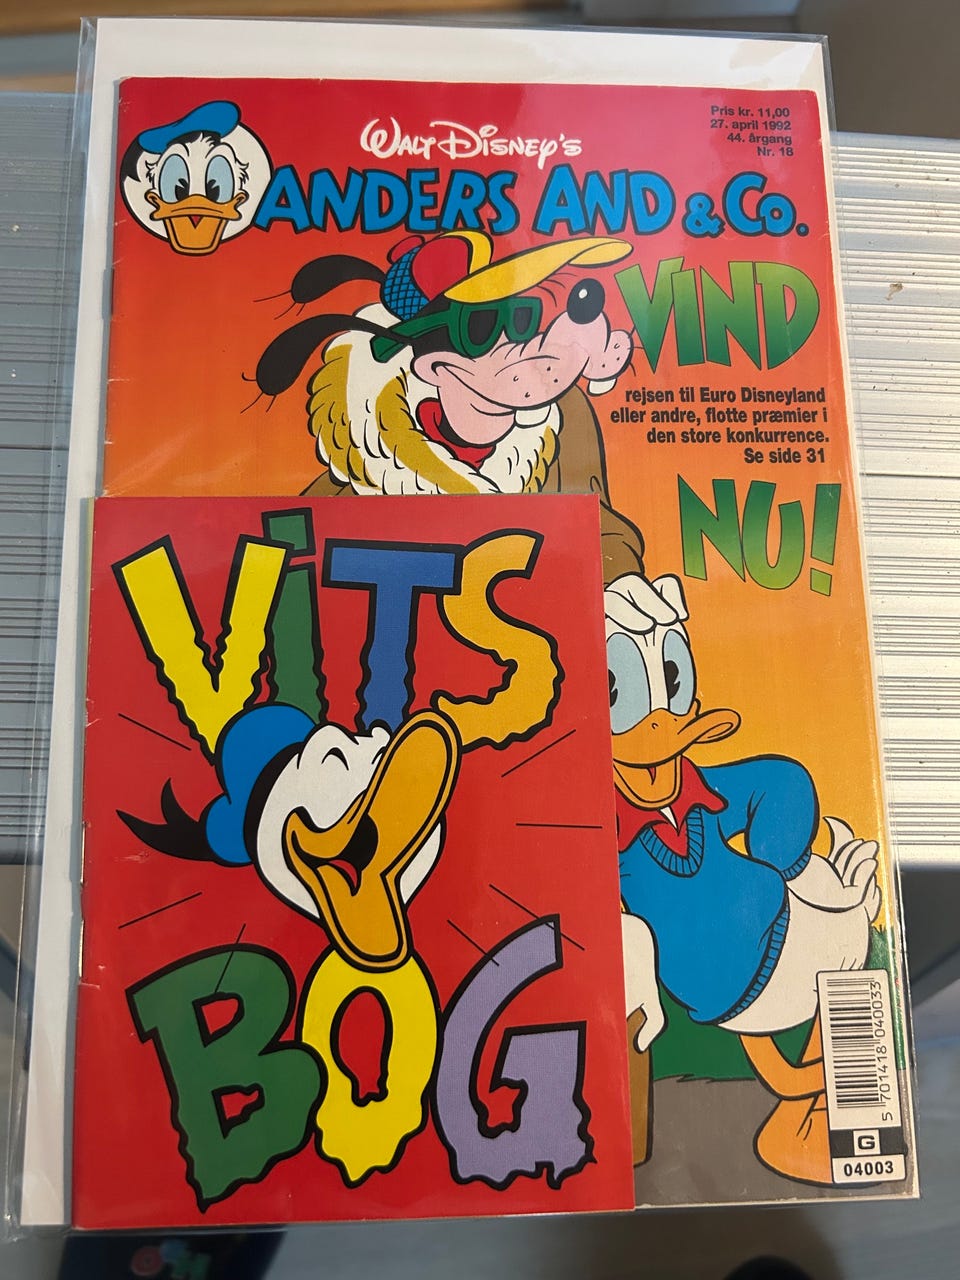 Pris kr. 11,00
27. april 1992
44. årgang
Nr. 18
WALT DISNEY'S
ANDERS AND & Co.
VIND
rejsen til Euro Disneyland
eller andre, flotte præmier i
den store konkurrence.
Se side 31
NU!
ViTS
BOG
5 701418 040033
G
04003